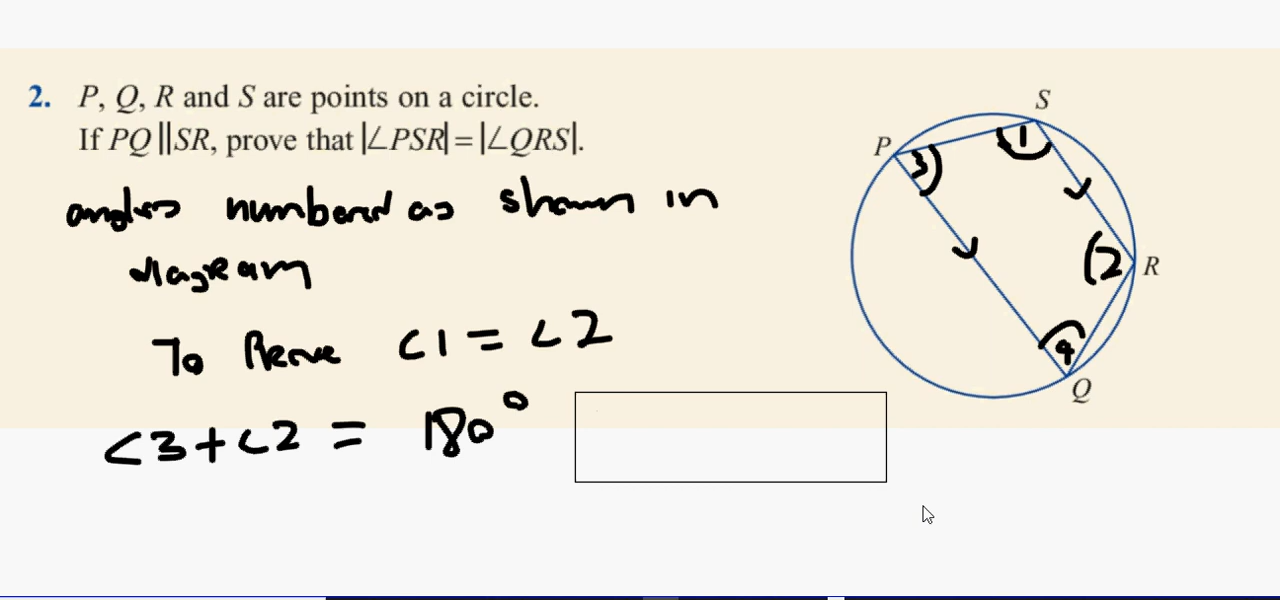 2. P, Q, R and S are points on a circle.
If PQ||SR, prove that |∠PSR|=|∠QRS|.
angles numbered as shown in
diagram
To Prove <1 = <2
<3+<2 = 180°
P
S
R
Q
1
2
3
4